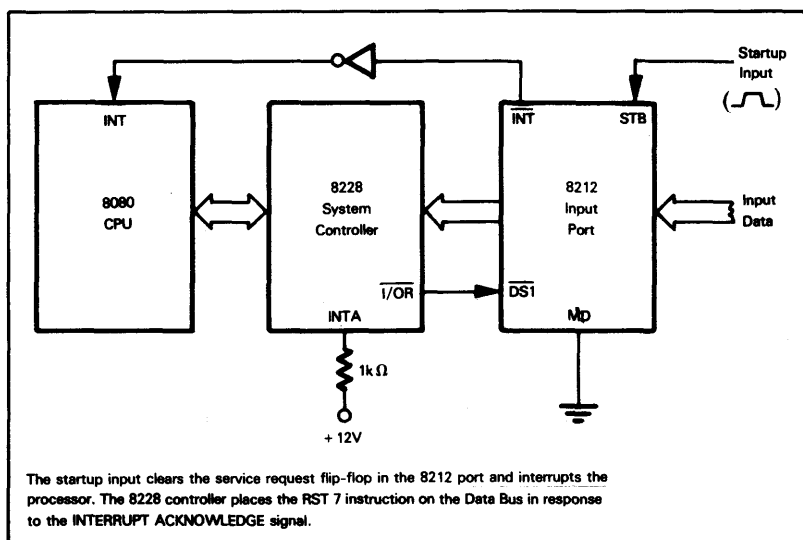 Startup
Input
INT
INT
STB
8080
CPU
8228
System
Controller
8212
Input
Port
Input
Data
I/OR
DS1
INTA
MD
1kΩ
+ 12V
The startup input clears the service request flip-flop in the 8212 port and interrupts the
processor. The 8228 controller places the RST 7 instruction on the Data Bus in response
to the INTERRUPT ACKNOWLEDGE signal.